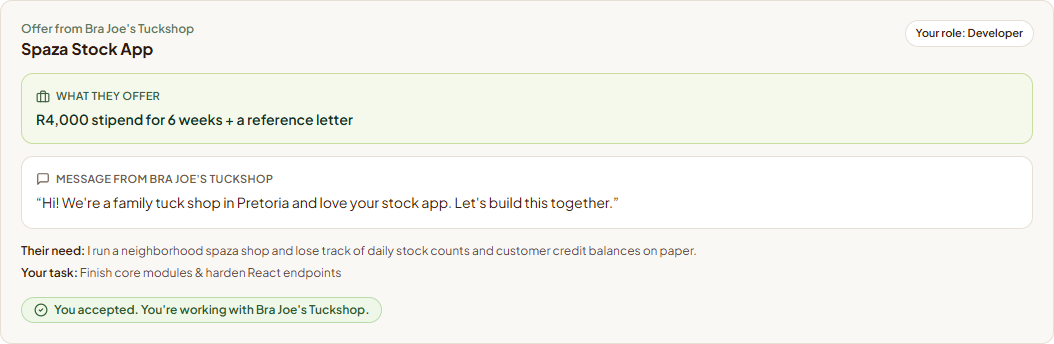 Offer from Bra Joe's Tuckshop
Spaza Stock App
Your role: Developer
WHAT THEY OFFER
R4,000 stipend for 6 weeks + a reference letter
MESSAGE FROM BRA JOE'S TUCKSHOP
“Hi! We're a family tuck shop in Pretoria and love your stock app. Let's build this together.”
Their need: I run a neighborhood spaza shop and lose track of daily stock counts and customer credit balances on paper.
Your task: Finish core modules & harden React endpoints
You accepted. You're working with Bra Joe's Tuckshop.